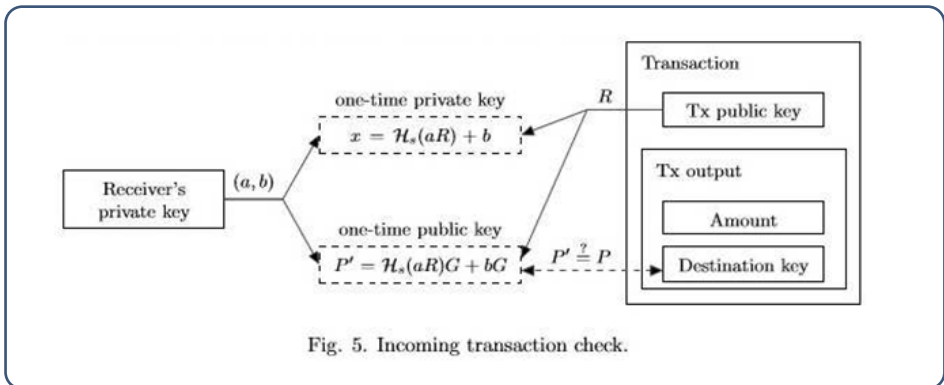 Transaction
one-time private key
R
Tx public key
x = ℋₛ(aR) + b
Tx output
Receiver's
private key
(a, b)
Amount
one-time public key
P′ = ℋₛ(aR)G + bG
P′ ≟ P
Destination key
Fig. 5. Incoming transaction check.